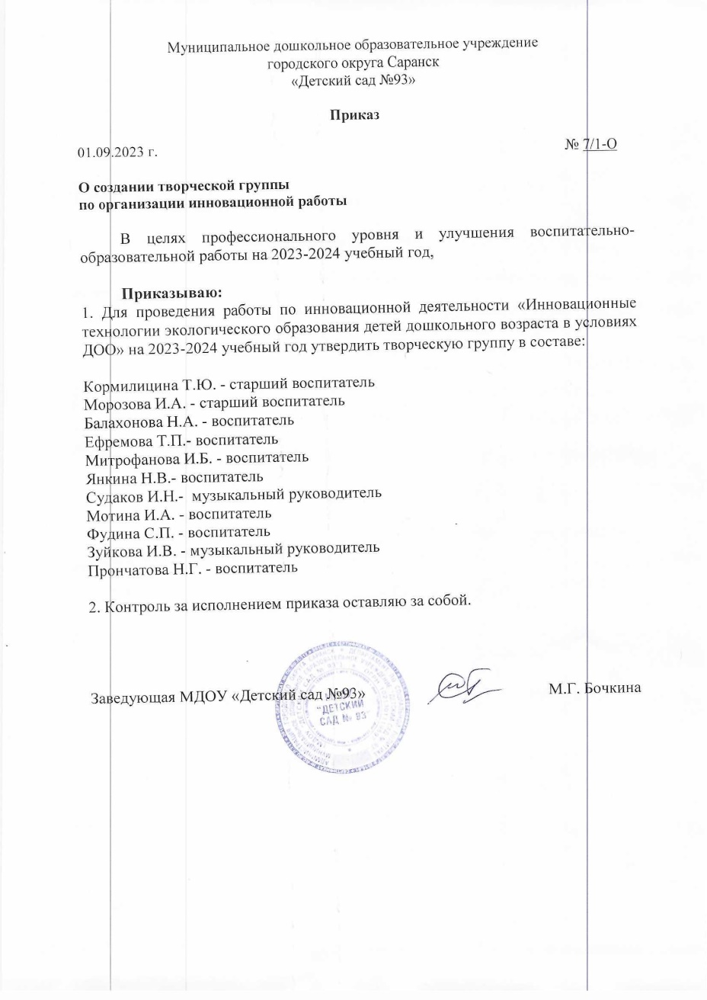 Муниципальное дошкольное образовательное учреждение
городского округа Саранск
«Детский сад №93»
Приказ
01.09.2023 г.
№ 7/1-О
О создании творческой группы
по организации инновационной работы
В целях профессионального уровня и улучшения воспитательно-
образовательной работы на 2023-2024 учебный год,
Приказываю:
1. Для проведения работы по инновационной деятельности «Инновационные
технологии экологического образования детей дошкольного возраста в условиях
ДОО» на 2023-2024 учебный год утвердить творческую группу в составе:
Кормилицина Т.Ю. - старший воспитатель
Морозова И.А. - старший воспитатель
Балахонова Н.А. - воспитатель
Ефремова Т.П.- воспитатель
Митрофанова И.Б. - воспитатель
Янкина Н.В.- воспитатель
Судаков И.Н.- музыкальный руководитель
Мотина И.А. - воспитатель
Фудина С.П. - воспитатель
Зуйкова И.В. - музыкальный руководитель
Прончатова Н.Г. - воспитатель
2. Контроль за исполнением приказа оставляю за собой.
Заведующая МДОУ «Детский сад №93»
М.Г. Бочкина
"ДЕТСКИЙ
САД № 93"